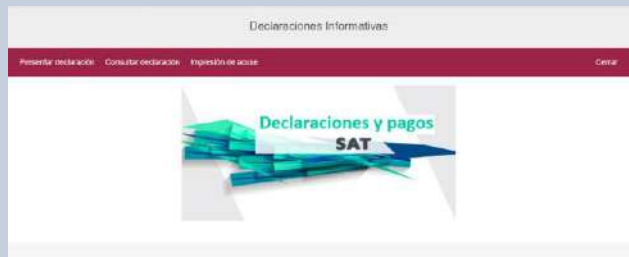 Declaraciones Informativas
Presentar declaración Consultar declaración Impresión de acuse Cerrar
Declaraciones y pagos
SAT